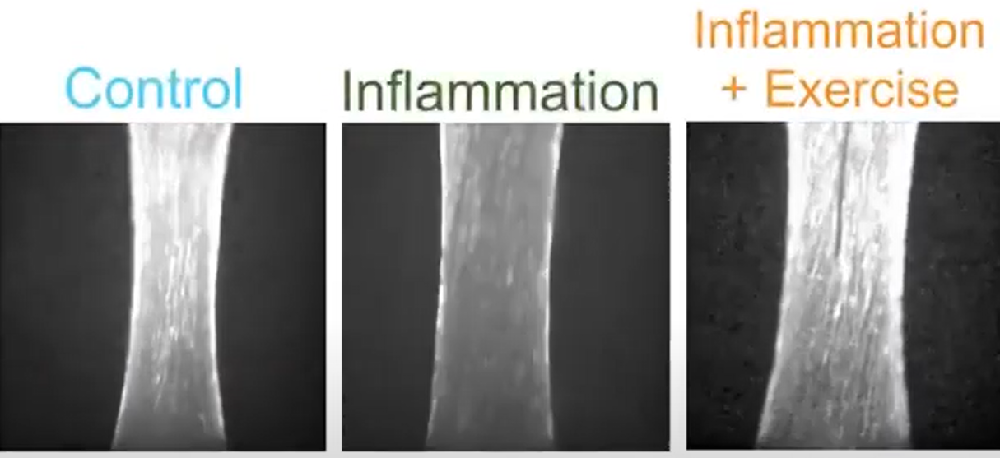 Control
Inflammation
Inflammation
+ Exercise